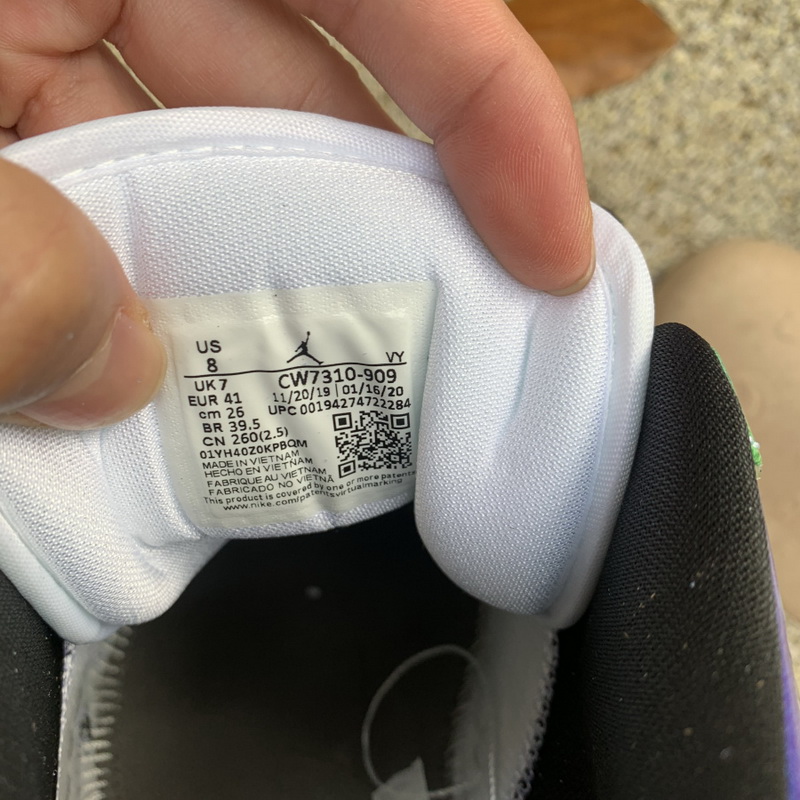 US
8
VY
UK 7 CW7310-909
EUR 41 11/20/19 | 01/16/20
cm 26 UPC 00194274722284
BR 39.5
CN 260(2.5)
01YH40Z0KPBQM
MADE IN VIETNAM
HECHO EN VIETNAM
FABRIQUE AU VIETNAM
FABRICADO NO VIETNÃ
This product is covered by one or more patents
www.nike.com/patentsvirtualmarking